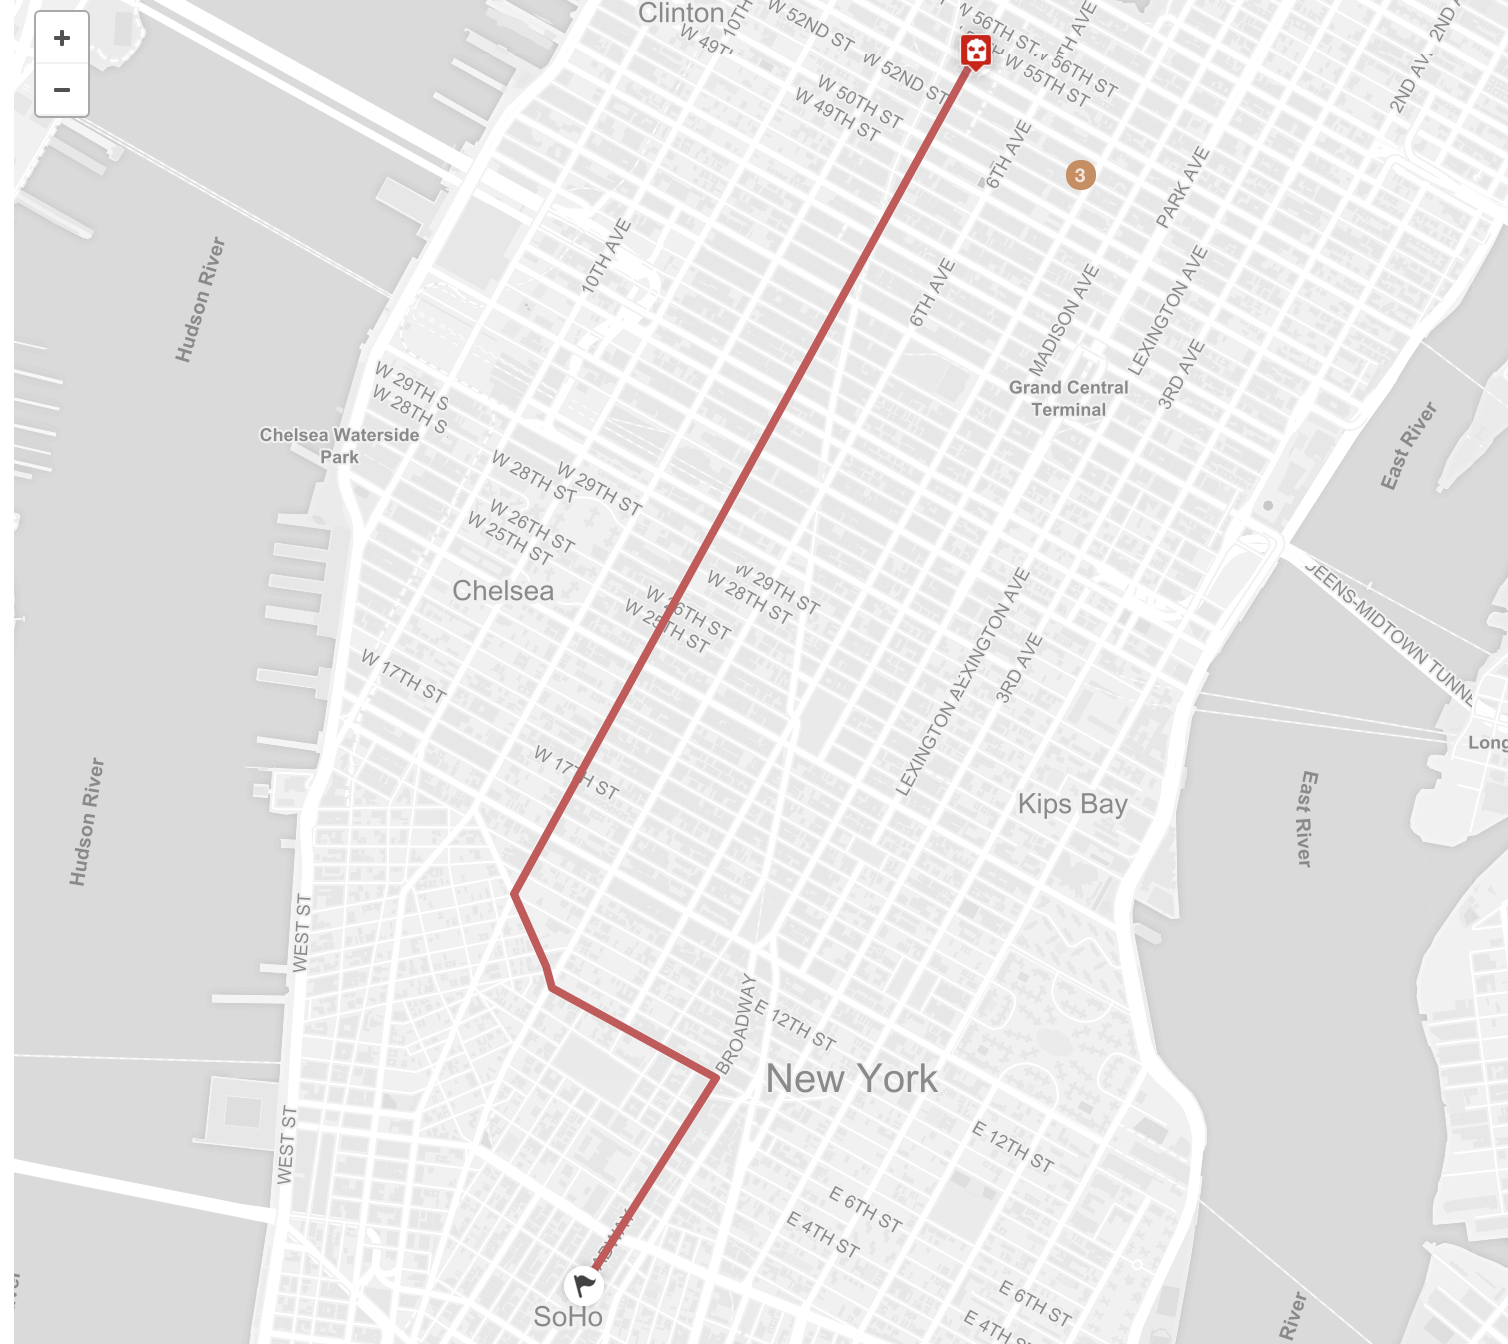 +
−
Clinton
10TH
W 52ND ST
W 49T
W 56TH ST
56TH ST
W 55TH ST
TH AVE
2ND A
2ND AV
W 52ND ST
W 50TH ST
W 49TH ST
6TH AVE
3
PARK AVE
10TH AVE
Hudson River
6TH AVE
MADISON AVE
LEXINGTON AVE
3RD AVE
Grand Central
Terminal
W 29TH S
W 28TH S
Chelsea Waterside
Park
East River
W 28TH ST
W 29TH ST
W 26TH ST
W 25TH ST
Chelsea
W 29TH ST
W 28TH ST
W 26TH ST
W 25TH ST
LEXINGTON A
EXINGTON AVE
3RD AVE
EENS-MIDTOWN TUNNE
W 17TH ST
W 17TH ST
Long
Kips Bay
East River
Hudson River
WEST ST
BROADWAY
E 12TH ST
New York
WEST ST
E 12TH ST
E 6TH ST
E 4TH ST
ADWAY
SoHo
E 6TH ST
E 4TH ST
River